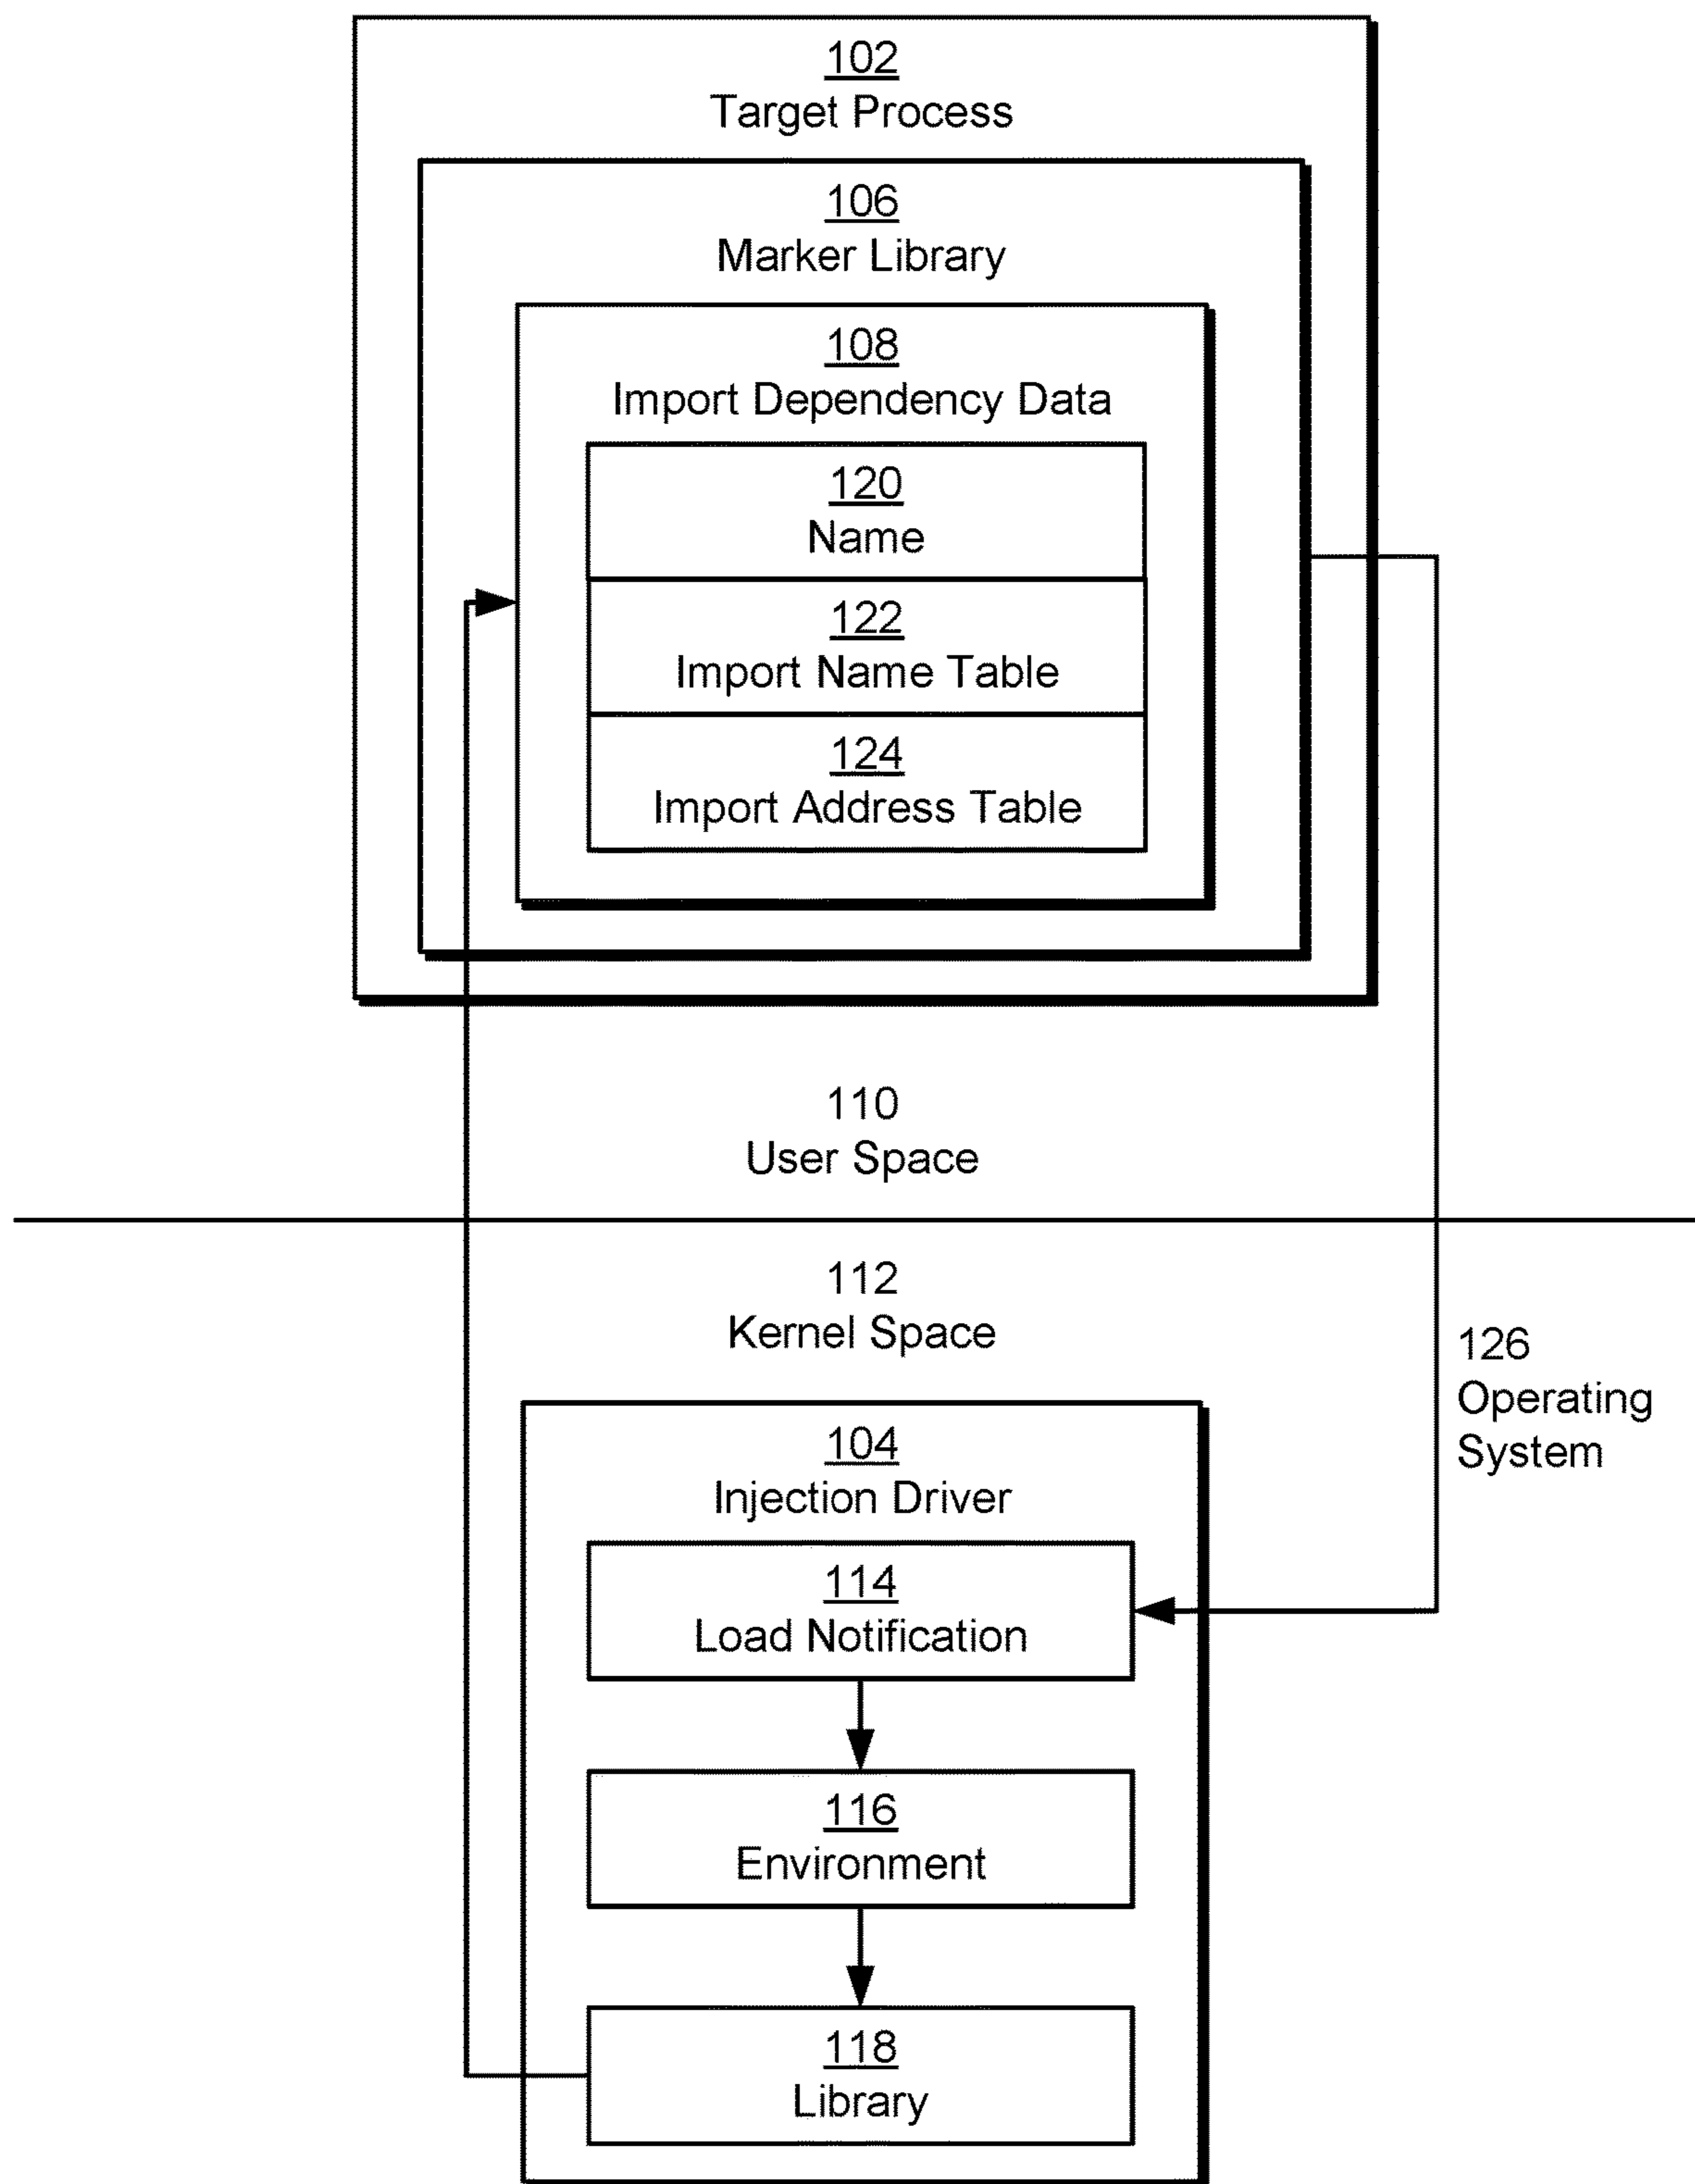 102
Target Process
106
Marker Library
108
Import Dependency Data
120
Name
122
Import Name Table
124
Import Address Table
110
User Space
112
Kernel Space
126
Operating
System
104
Injection Driver
114
Load Notification
116
Environment
118
Library